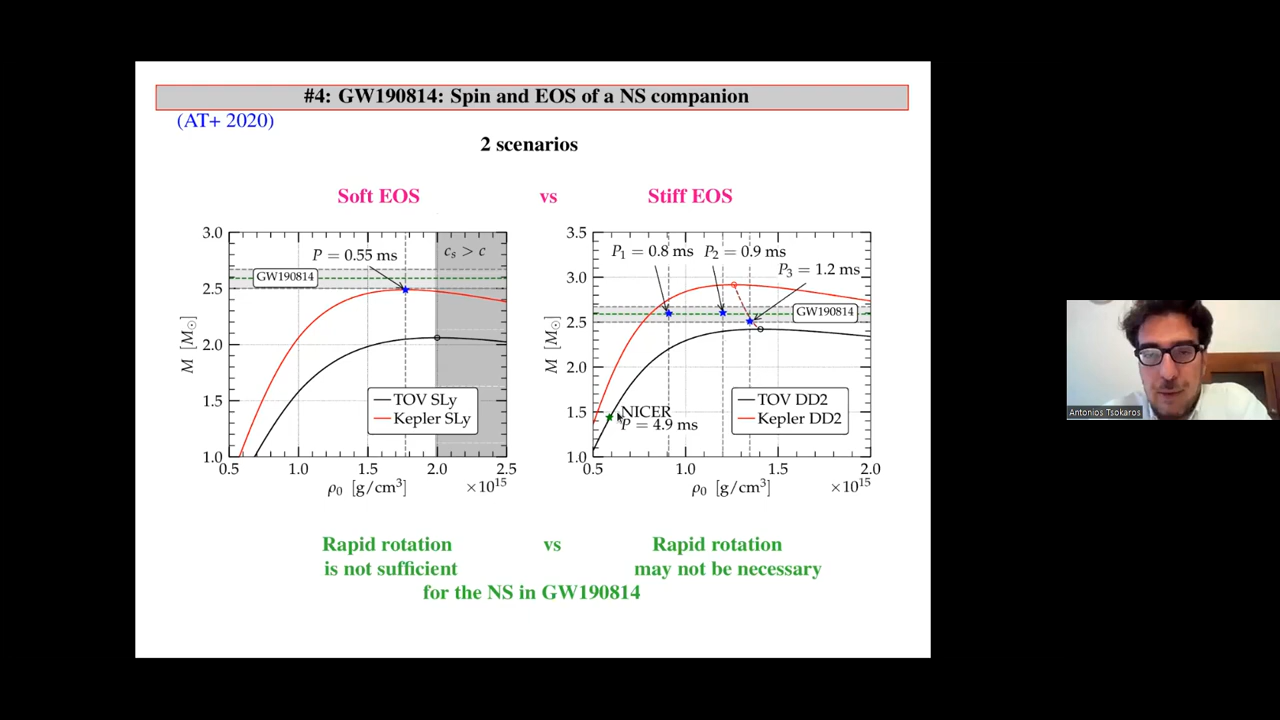 #4: GW190814: Spin and EOS of a NS companion
(AT+ 2020)
2 scenarios
Soft EOS vs Stiff EOS
P = 0.55 ms
c_s > c
GW190814
M [M_⊙]
3.0
2.5
2.0
1.5
1.0
TOV SLy
Kepler SLy
0.5 1.0 1.5 2.0 2.5
ρ_0 [g/cm^3] ×10^15
P_1 = 0.8 ms P_2 = 0.9 ms
P_3 = 1.2 ms
GW190814
M [M_⊙]
3.5
3.0
2.5
2.0
1.5
1.0
NICER
P = 4.9 ms
TOV DD2
Kepler DD2
0.5 1.0 1.5 2.0
ρ_0 [g/cm^3] ×10^15
Rapid rotation vs Rapid rotation
is not sufficient may not be necessary
for the NS in GW190814
Antonios Tsokaros